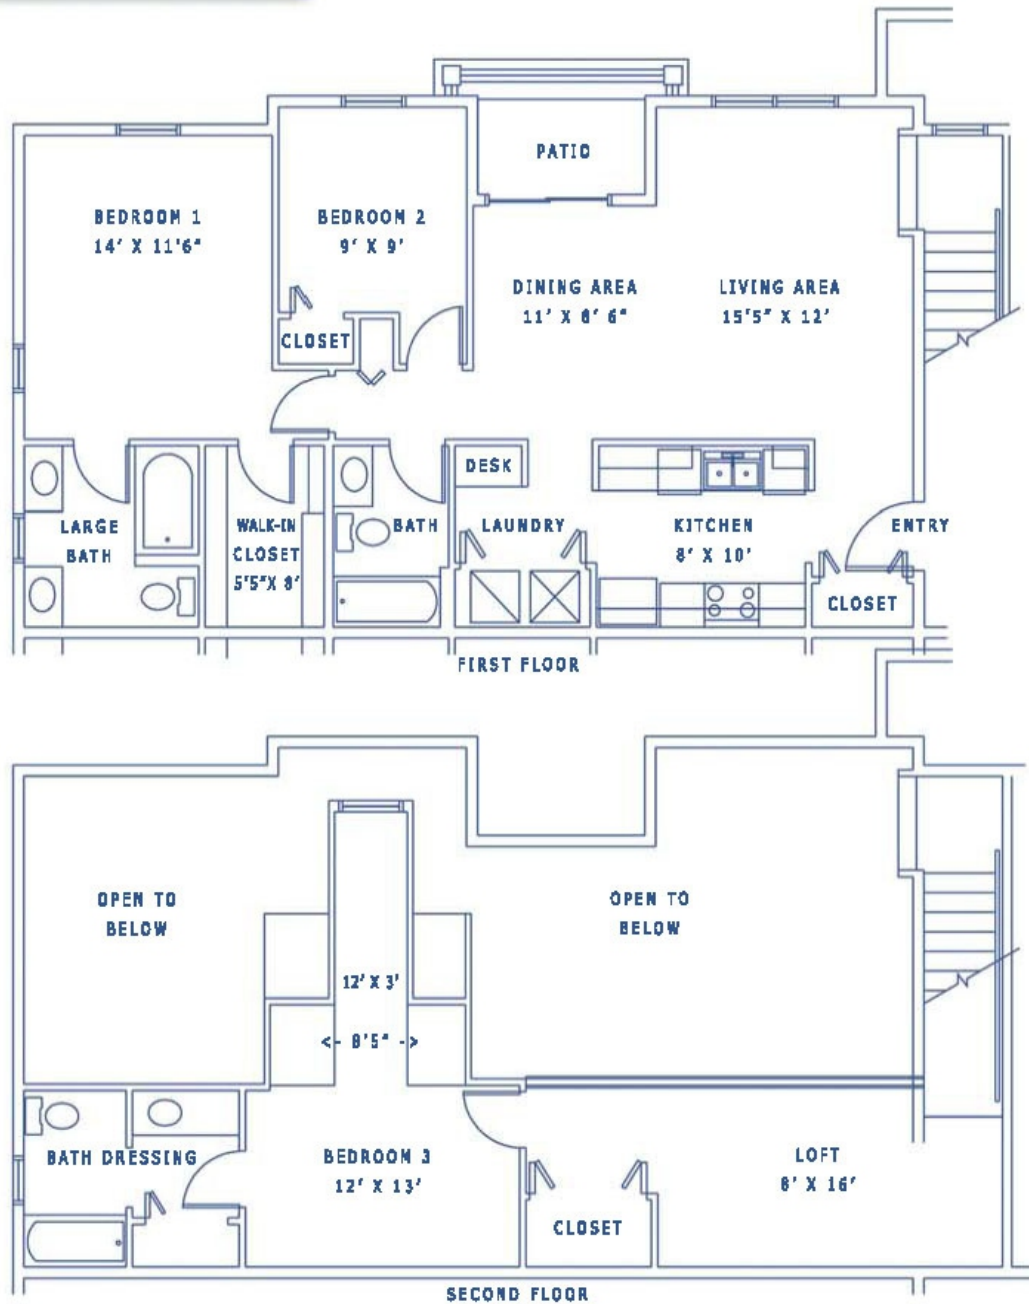 PATIO
BEDROOM 1
14' X 11'6"
BEDROOM 2
9' X 9'
DINING AREA
11' X 8' 6"
LIVING AREA
15'5" X 12'
CLOSET
DESK
LARGE
BATH
WALK-IN
CLOSET
5'5"X 8'
BATH
LAUNDRY
KITCHEN
8' X 10'
ENTRY
CLOSET
FIRST FLOOR
OPEN TO
BELOW
OPEN TO
BELOW
12' X 3'
<- 8'5" ->
BATH DRESSING
BEDROOM 3
12' X 13'
LOFT
8' X 16'
CLOSET
SECOND FLOOR